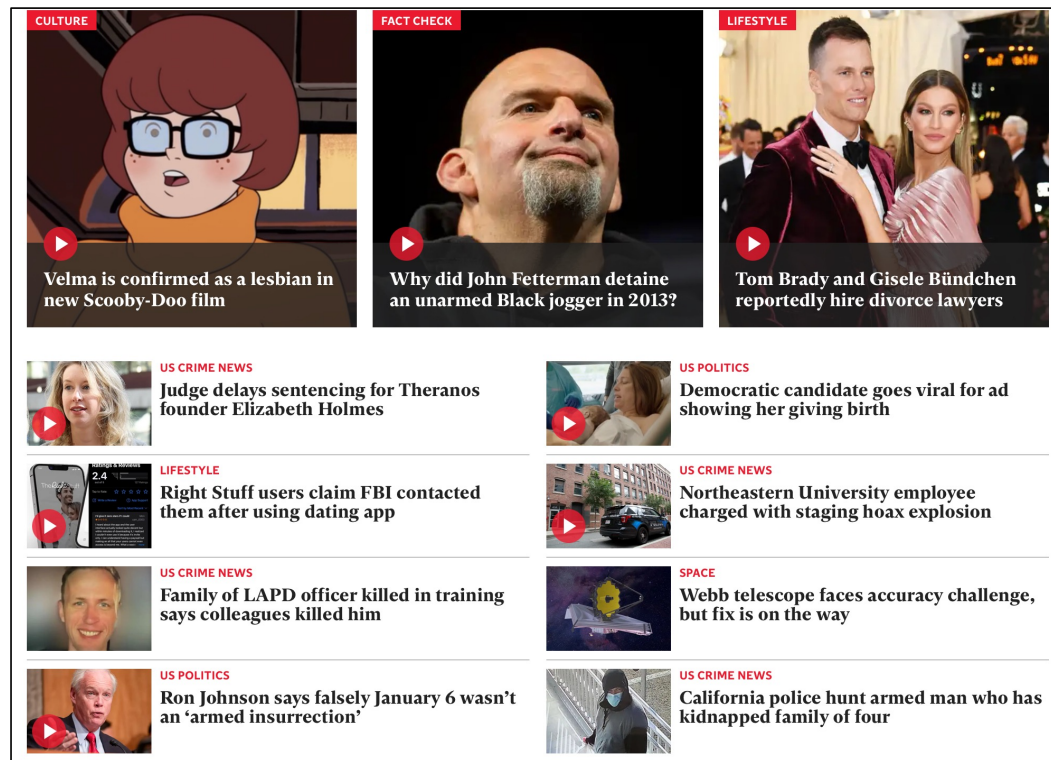 CULTURE
Velma is confirmed as a lesbian in
new Scooby-Doo film
FACT CHECK
Why did John Fetterman detaine
an unarmed Black jogger in 2013?
LIFESTYLE
Tom Brady and Gisele Bündchen
reportedly hire divorce lawyers
US CRIME NEWS
Judge delays sentencing for Theranos
founder Elizabeth Holmes
US POLITICS
Democratic candidate goes viral for ad
showing her giving birth
Ratings & Reviews
2.4
LIFESTYLE
Right Stuff users claim FBI contacted
them after using dating app
US CRIME NEWS
Northeastern University employee
charged with staging hoax explosion
US CRIME NEWS
Family of LAPD officer killed in training
says colleagues killed him
SPACE
Webb telescope faces accuracy challenge,
but fix is on the way
US POLITICS
Ron Johnson says falsely January 6 wasn’t
an ‘armed insurrection’
US CRIME NEWS
California police hunt armed man who has
kidnapped family of four